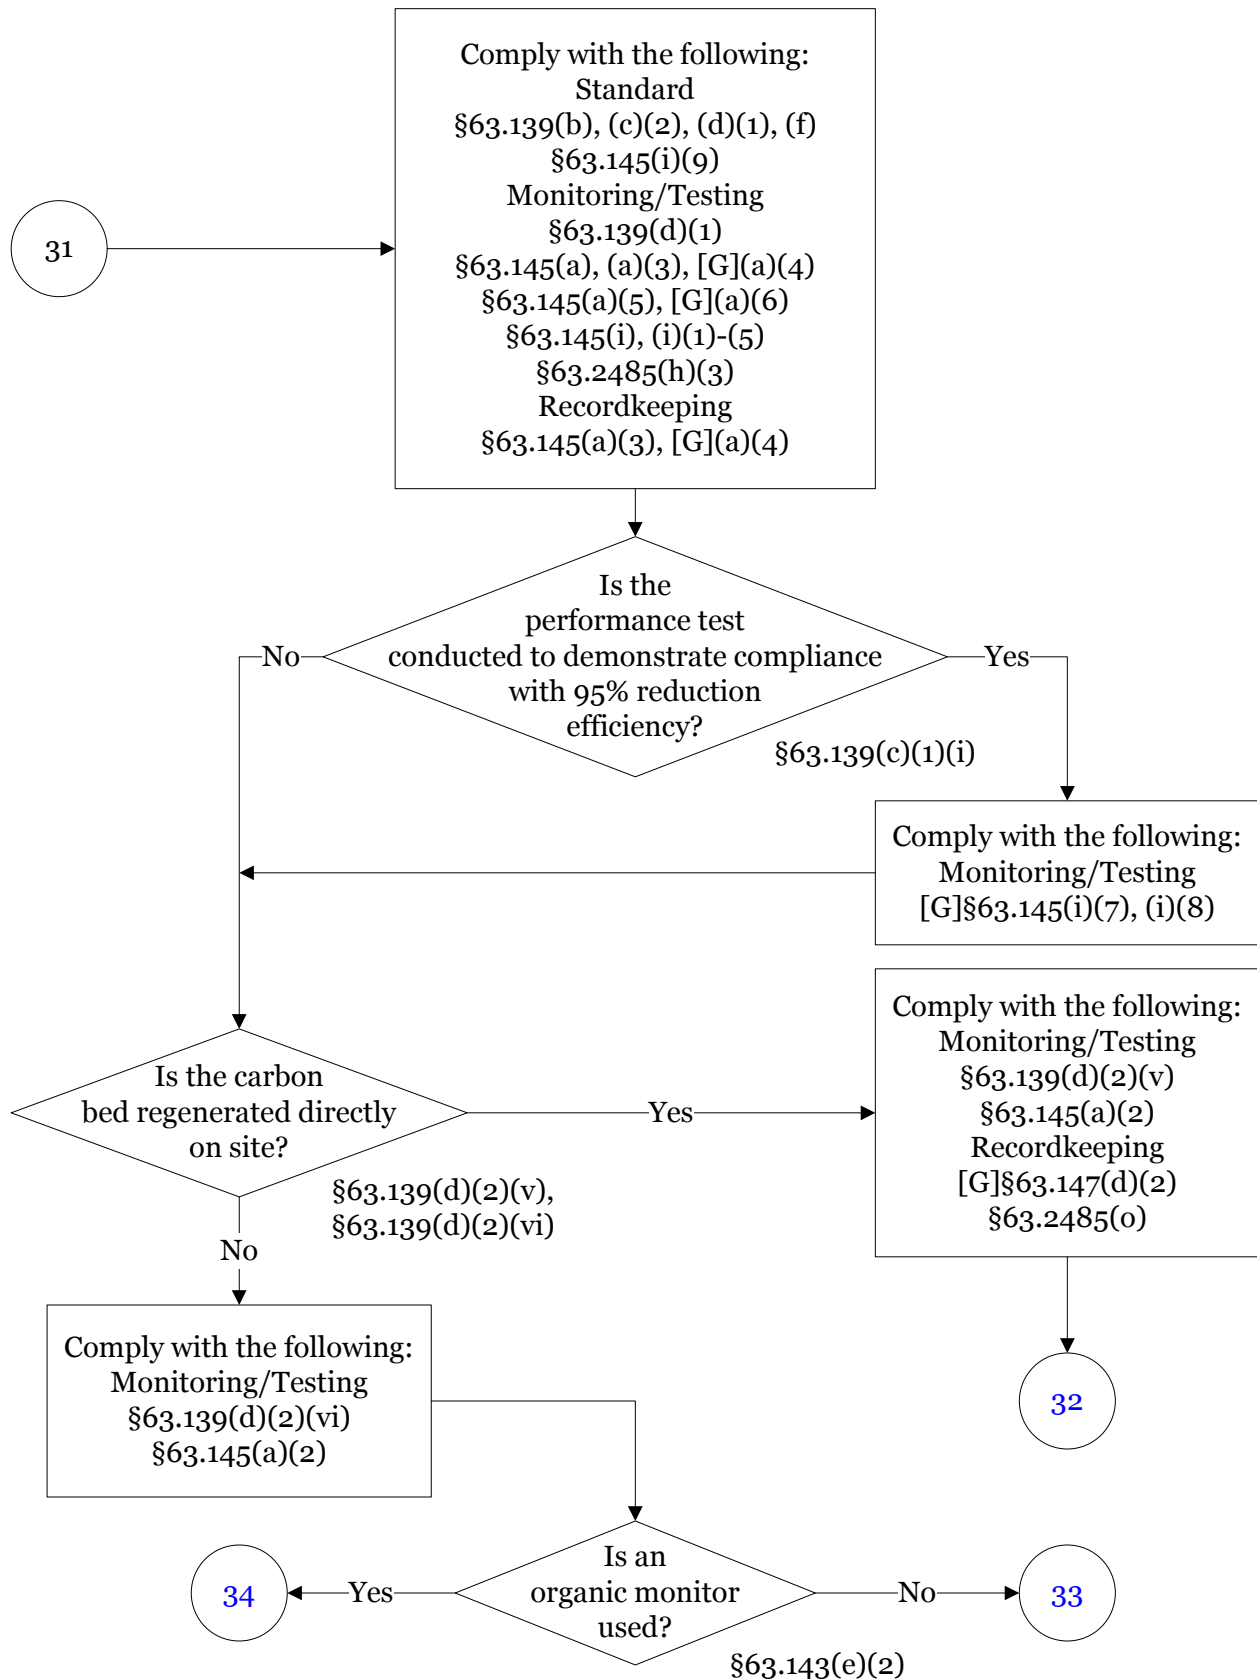 Comply with the following:
Standard
§63.139(b), (c)(2), (d)(1), (f)
§63.145(i)(9)
Monitoring/Testing
§63.139(d)(1)
§63.145(a), (a)(3), [G](a)(4)
§63.145(a)(5), [G](a)(6)
§63.145(i), (i)(1)-(5)
§63.2485(h)(3)
Recordkeeping
§63.145(a)(3), [G](a)(4)
31
Is the
performance test
conducted to demonstrate compliance
with 95% reduction
efficiency?
No
Yes
§63.139(c)(1)(i)
Comply with the following:
Monitoring/Testing
[G]§63.145(i)(7), (i)(8)
Is the carbon
bed regenerated directly
on site?
Yes
§63.139(d)(2)(v),
§63.139(d)(2)(vi)
No
Comply with the following:
Monitoring/Testing
§63.139(d)(2)(v)
§63.145(a)(2)
Recordkeeping
[G]§63.147(d)(2)
§63.2485(o)
32
Comply with the following:
Monitoring/Testing
§63.139(d)(2)(vi)
§63.145(a)(2)
Is an
organic monitor
used?
Yes
34
No
33
§63.143(e)(2)